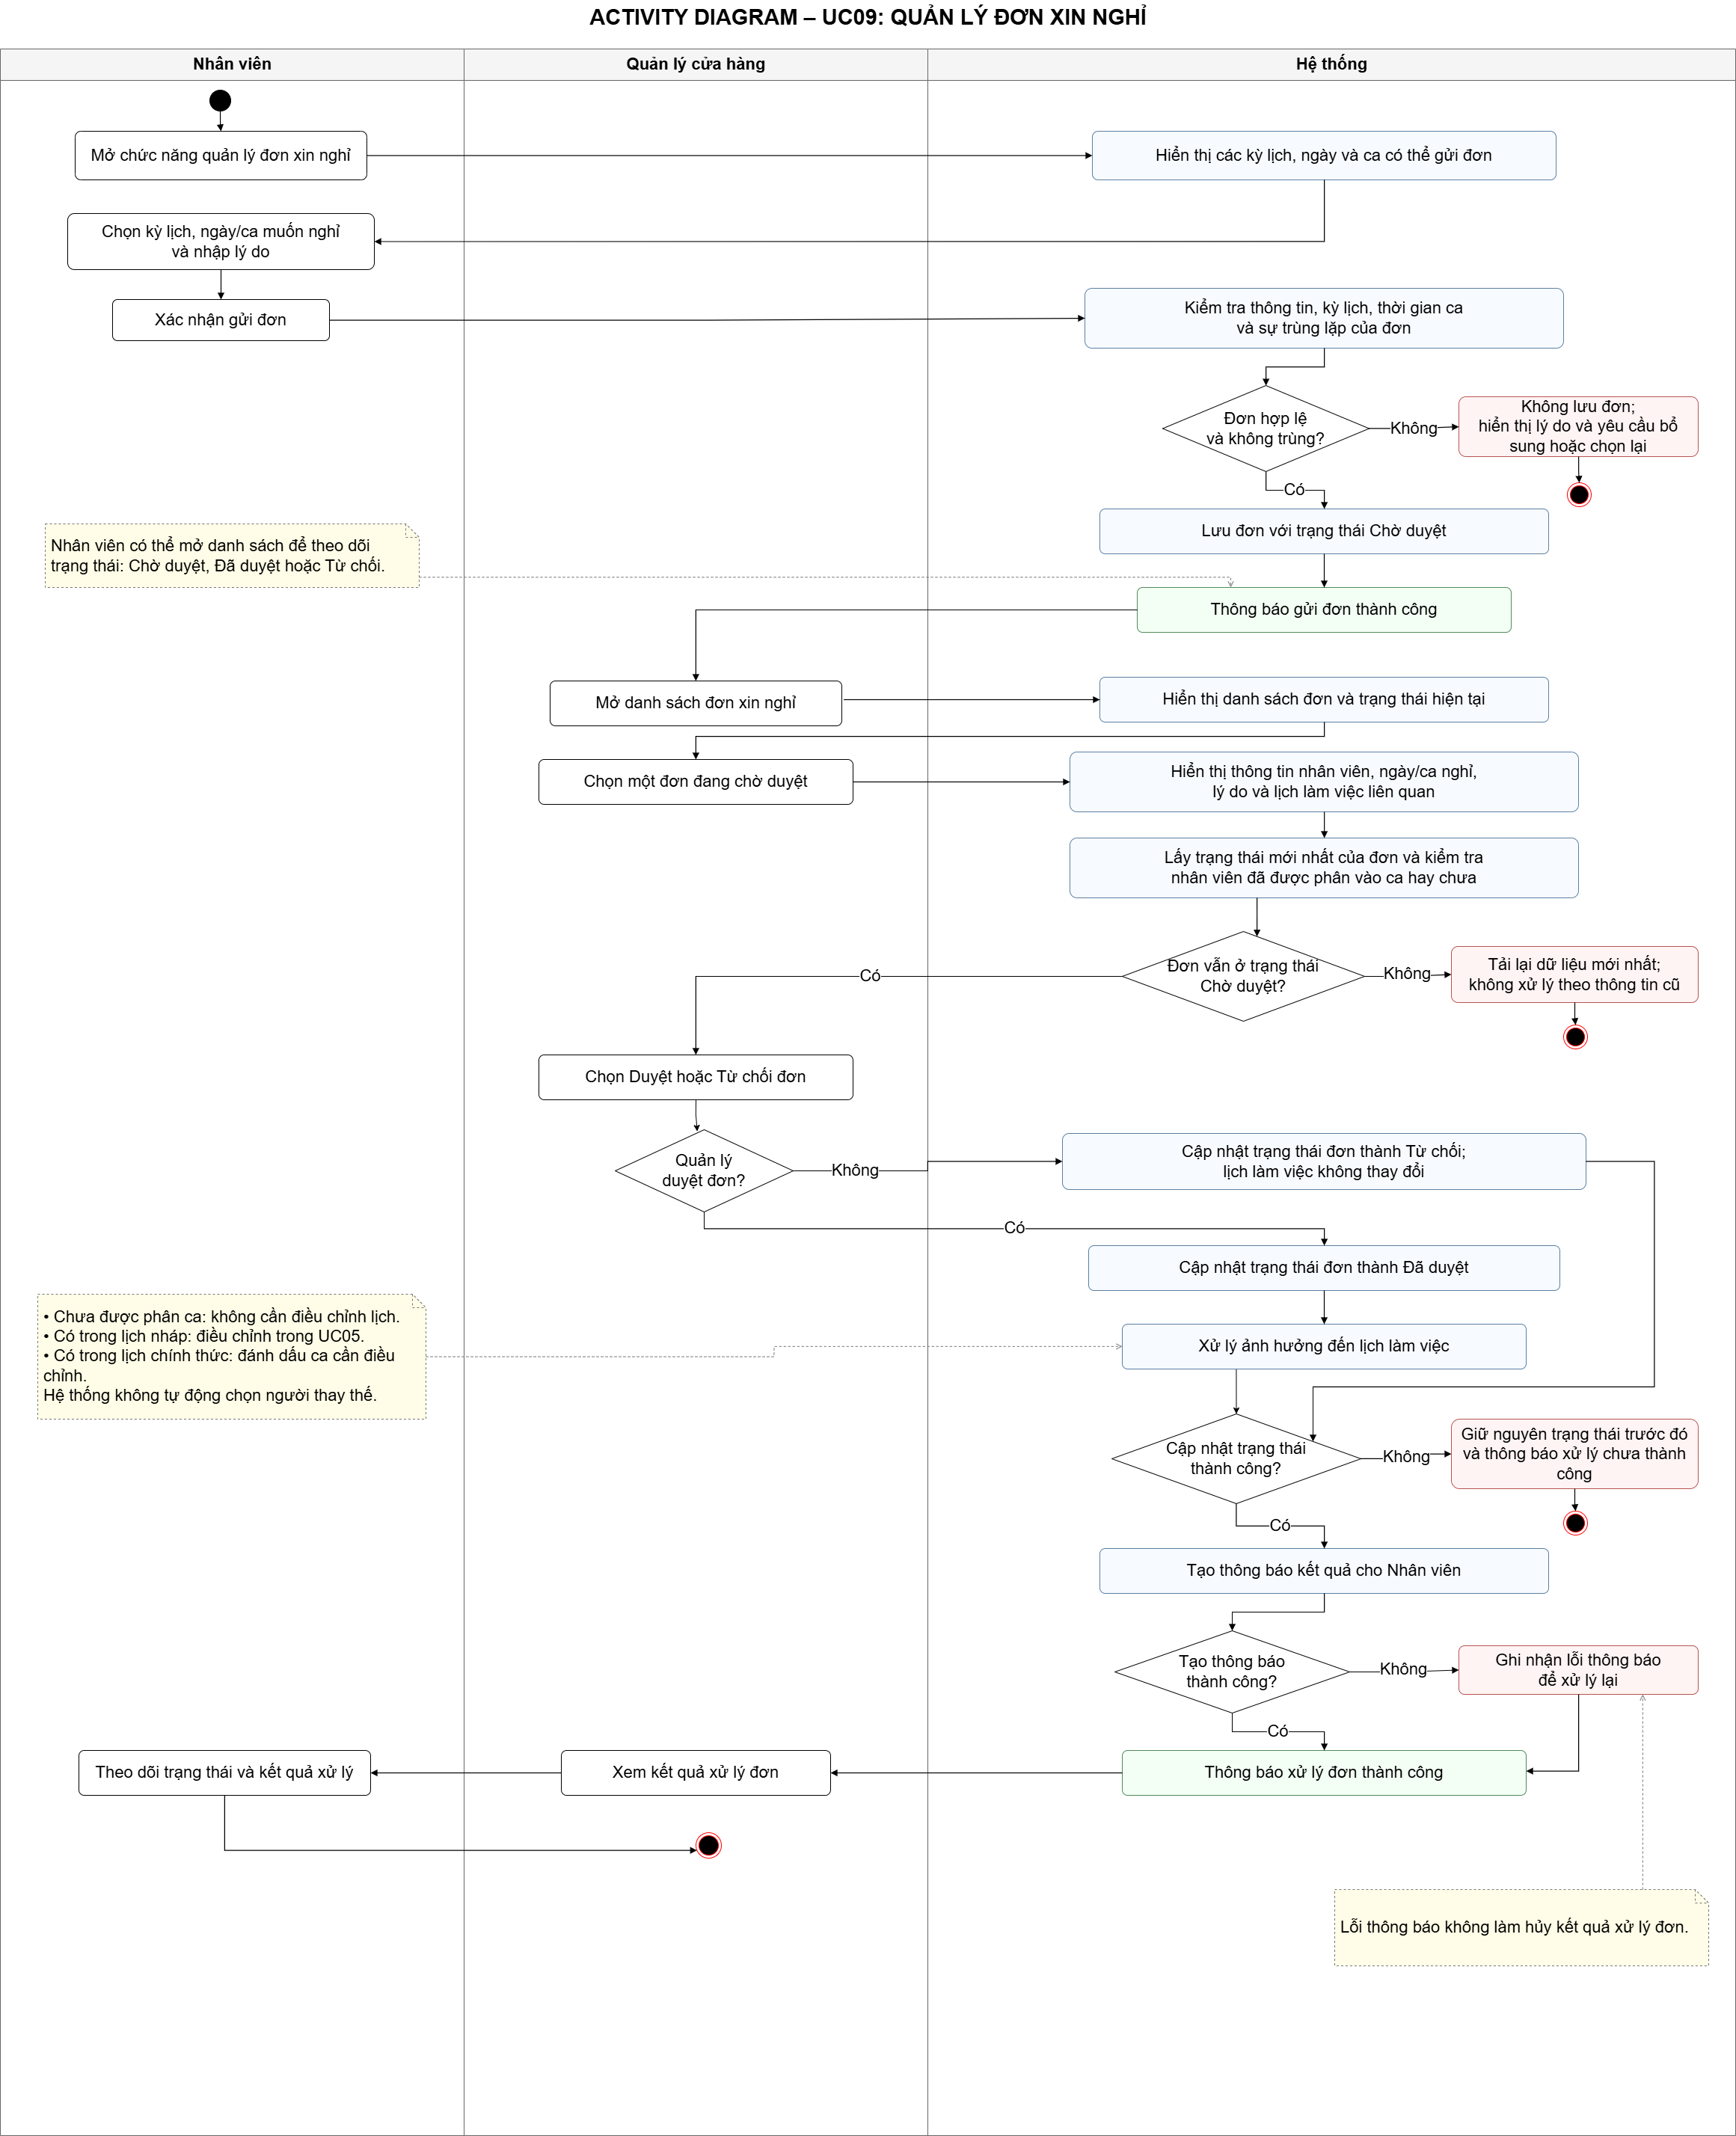 ACTIVITY DIAGRAM – UC09: QUẢN LÝ ĐƠN XIN NGHỈ
Nhân viên
Quản lý cửa hàng
Hệ thống
Mở chức năng quản lý đơn xin nghỉ
Hiển thị các kỳ lịch, ngày và ca có thể gửi đơn
Chọn kỳ lịch, ngày/ca muốn nghỉ
và nhập lý do
Xác nhận gửi đơn
Kiểm tra thông tin, kỳ lịch, thời gian ca
và sự trùng lặp của đơn
Đơn hợp lệ
và không trùng?
Không
Không lưu đơn;
hiển thị lý do và yêu cầu bổ
sung hoặc chọn lại
Có
Lưu đơn với trạng thái Chờ duyệt
Nhân viên có thể mở danh sách để theo dõi
trạng thái: Chờ duyệt, Đã duyệt hoặc Từ chối.
Thông báo gửi đơn thành công
Mở danh sách đơn xin nghỉ
Hiển thị danh sách đơn và trạng thái hiện tại
Chọn một đơn đang chờ duyệt
Hiển thị thông tin nhân viên, ngày/ca nghỉ,
lý do và lịch làm việc liên quan
Lấy trạng thái mới nhất của đơn và kiểm tra
nhân viên đã được phân vào ca hay chưa
Đơn vẫn ở trạng thái
Chờ duyệt?
Có
Không
Tải lại dữ liệu mới nhất;
không xử lý theo thông tin cũ
Chọn Duyệt hoặc Từ chối đơn
Quản lý
duyệt đơn?
Không
Cập nhật trạng thái đơn thành Từ chối;
lịch làm việc không thay đổi
Có
Cập nhật trạng thái đơn thành Đã duyệt
• Chưa được phân ca: không cần điều chỉnh lịch.
• Có trong lịch nháp: điều chỉnh trong UC05.
• Có trong lịch chính thức: đánh dấu ca cần điều
chỉnh.
Hệ thống không tự động chọn người thay thế.
Xử lý ảnh hưởng đến lịch làm việc
Cập nhật trạng thái
thành công?
Không
Giữ nguyên trạng thái trước đó
và thông báo xử lý chưa thành
công
Có
Tạo thông báo kết quả cho Nhân viên
Tạo thông báo
thành công?
Không
Ghi nhận lỗi thông báo
để xử lý lại
Có
Theo dõi trạng thái và kết quả xử lý
Xem kết quả xử lý đơn
Thông báo xử lý đơn thành công
Lỗi thông báo không làm hủy kết quả xử lý đơn.